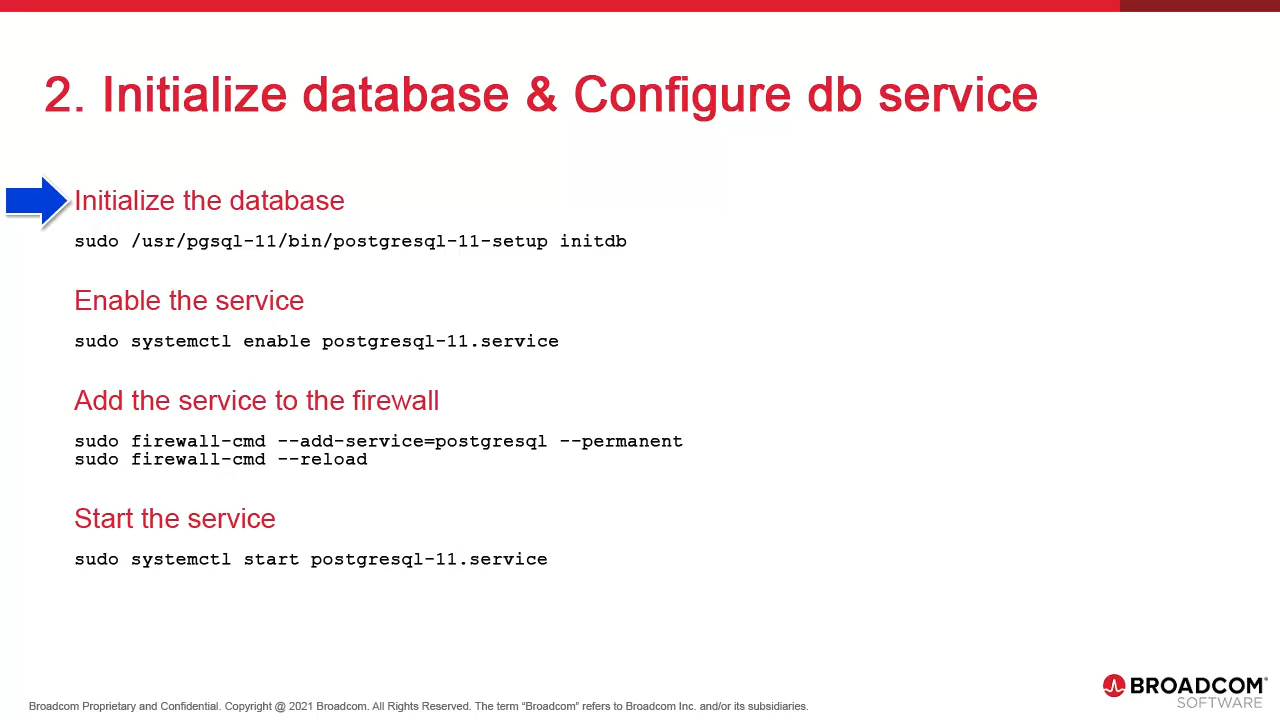 2. Initialize database & Configure db service
Initialize the database
sudo /usr/pgsql-11/bin/postgresql-11-setup initdb
Enable the service
sudo systemctl enable postgresql-11.service
Add the service to the firewall
sudo firewall-cmd --add-service=postgresql --permanent
sudo firewall-cmd --reload
Start the service
sudo systemctl start postgresql-11.service
BROADCOM®
SOFTWARE
Broadcom Proprietary and Confidential. Copyright @ 2021 Broadcom. All Rights Reserved. The term “Broadcom” refers to Broadcom Inc. and/or its subsidiaries.